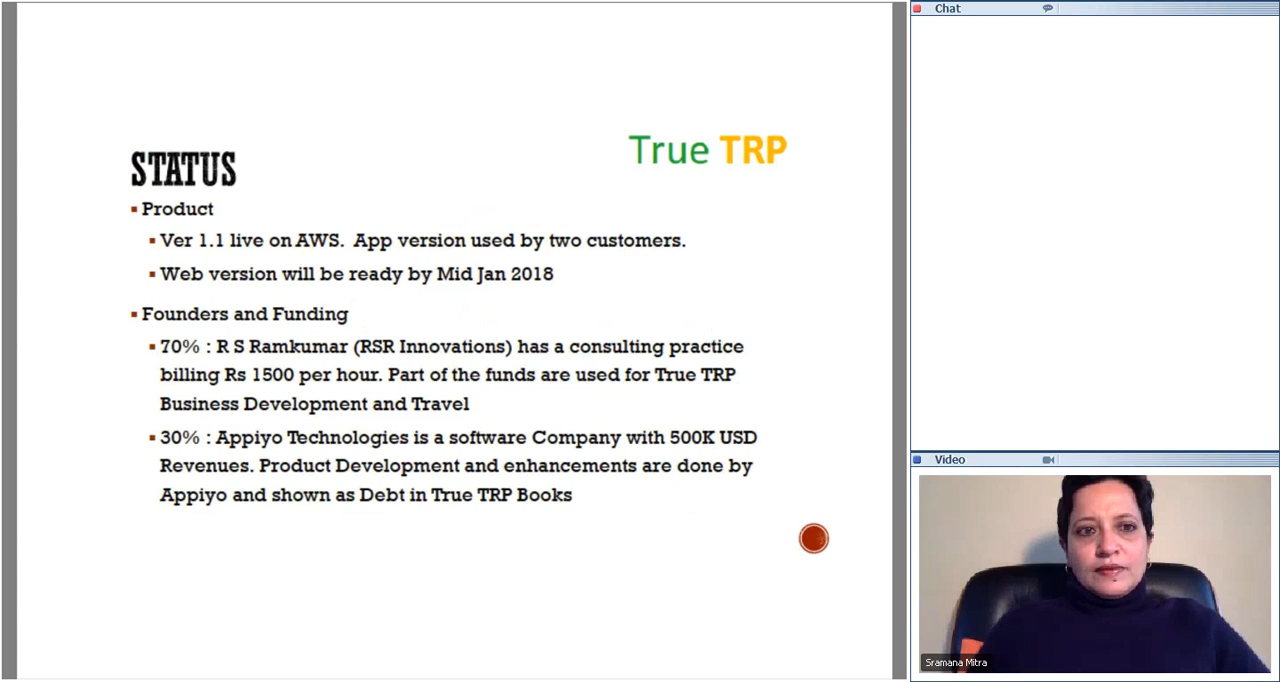 True TRP
STATUS
Product
Ver 1.1 live on AWS. App version used by two customers.
Web version will be ready by Mid Jan 2018
Founders and Funding
70% : R S Ramkumar (RSR Innovations) has a consulting practice
billing Rs 1500 per hour. Part of the funds are used for True TRP
Business Development and Travel
30% : Appiyo Technologies is a software Company with 500K USD
Revenues. Product Development and enhancements are done by
Appiyo and shown as Debt in True TRP Books
Chat
Video
Sramana Mitra